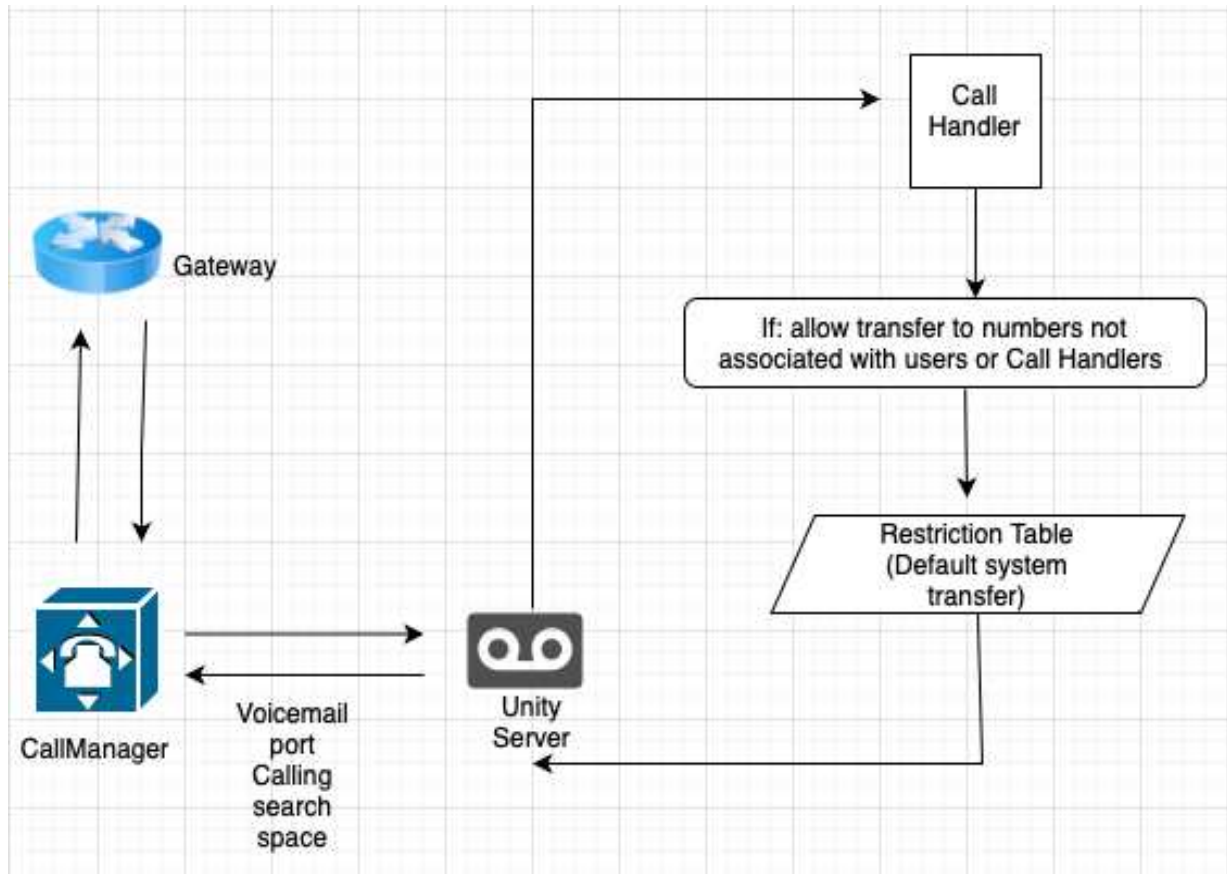 Call
Handler
Gateway
If: allow transfer to numbers not
associated with users or Call Handlers
Restriction Table
(Default system
transfer)
CallManager
Voicemail
port
Calling
search
space
Unity
Server